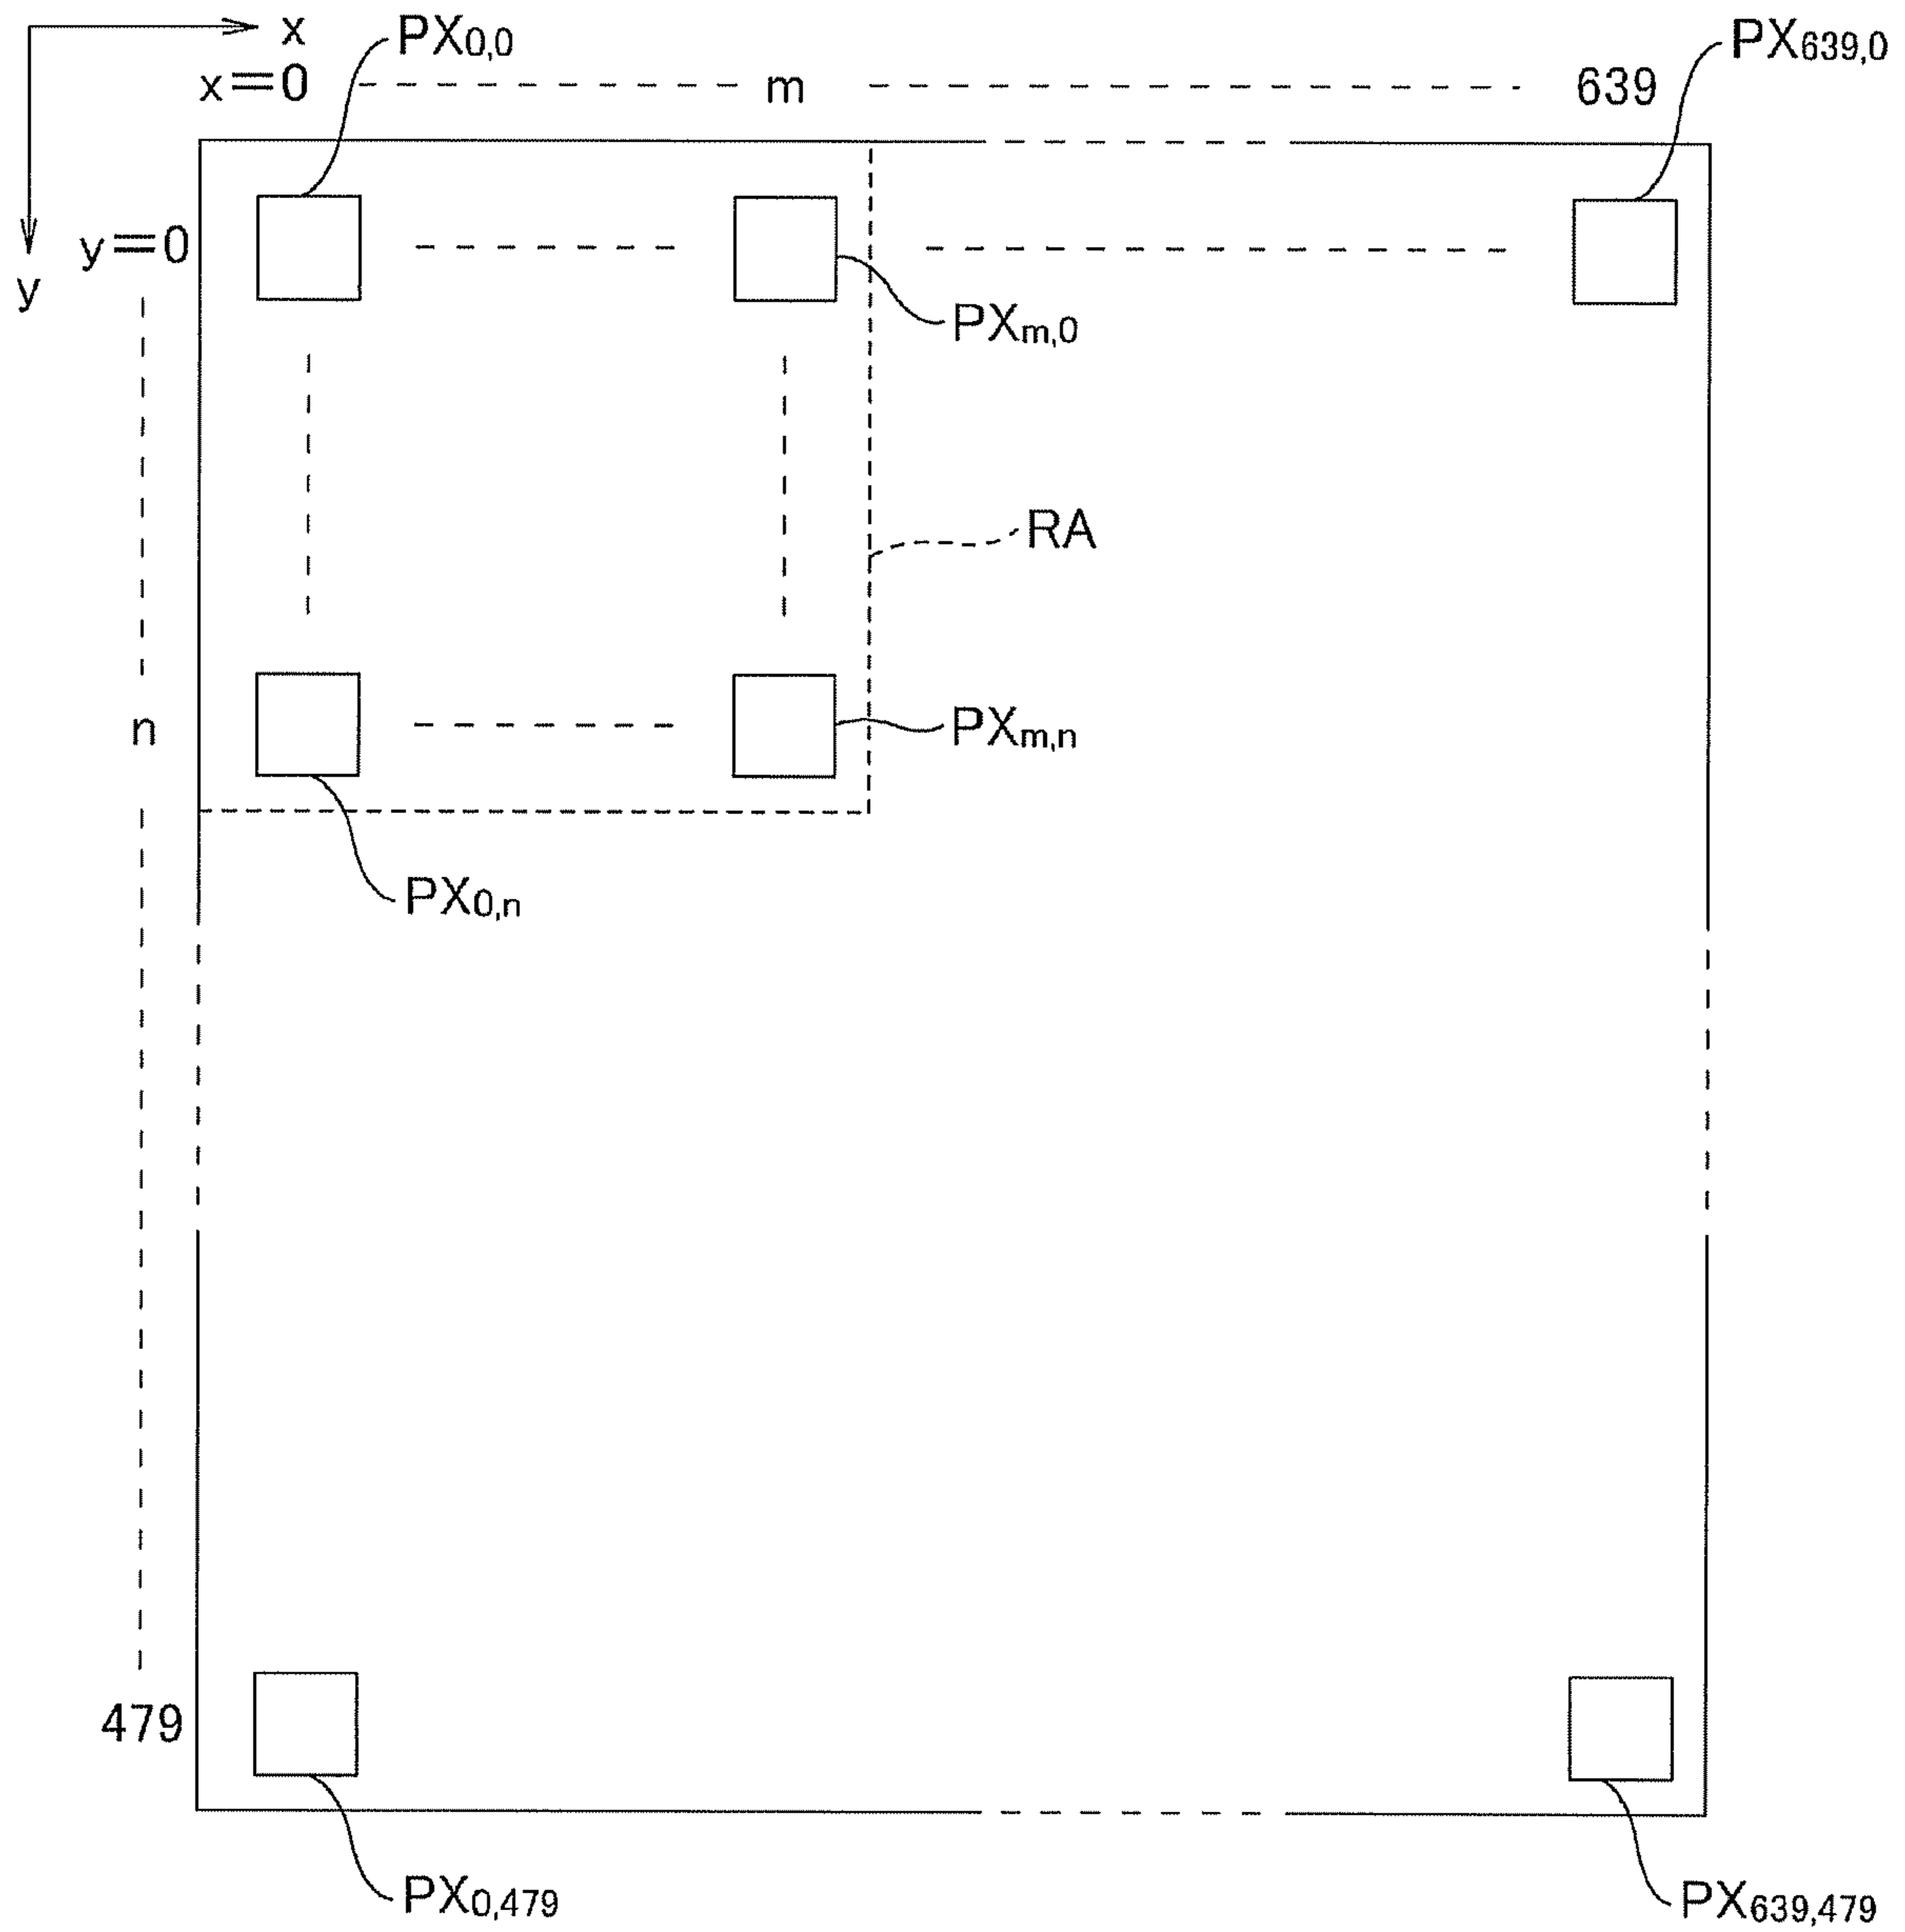 x
PX0,0
PX639,0
x=0
m
639
y=0
y
PXm,0
RA
n
PXm,n
PX0,n
479
PX0,479
PX639,479